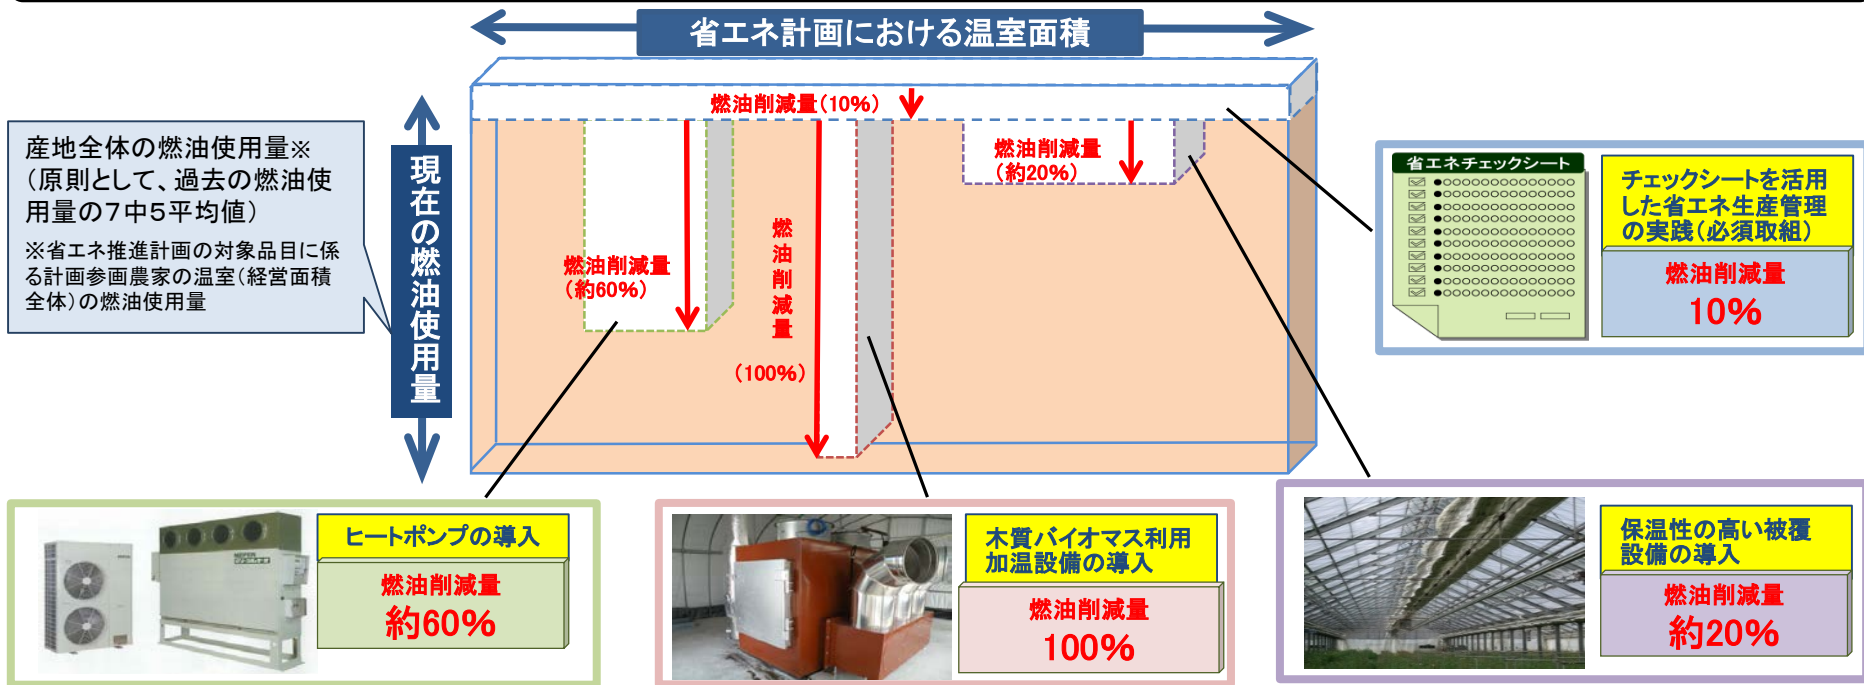 省エネ計画における温室面積
燃油削減量(10%)
産地全体の燃油使用量※
(原則として、過去の燃油使
用量の7中5平均値)
※省エネ推進計画の対象品目に係
る計画参画農家の温室(経営面積
全体)の燃油使用量
現在の燃油使用量
燃油削減量
(約60%)
燃油削減量
(100%)
燃油削減量
(約20%)
省エネチェックシート
チェックシートを活用
した省エネ生産管理
の実践(必須取組)
燃油削減量
10%
ヒートポンプの導入
燃油削減量
約60%
木質バイオマス利用
加温設備の導入
燃油削減量
100%
保温性の高い被覆
設備の導入
燃油削減量
約20%